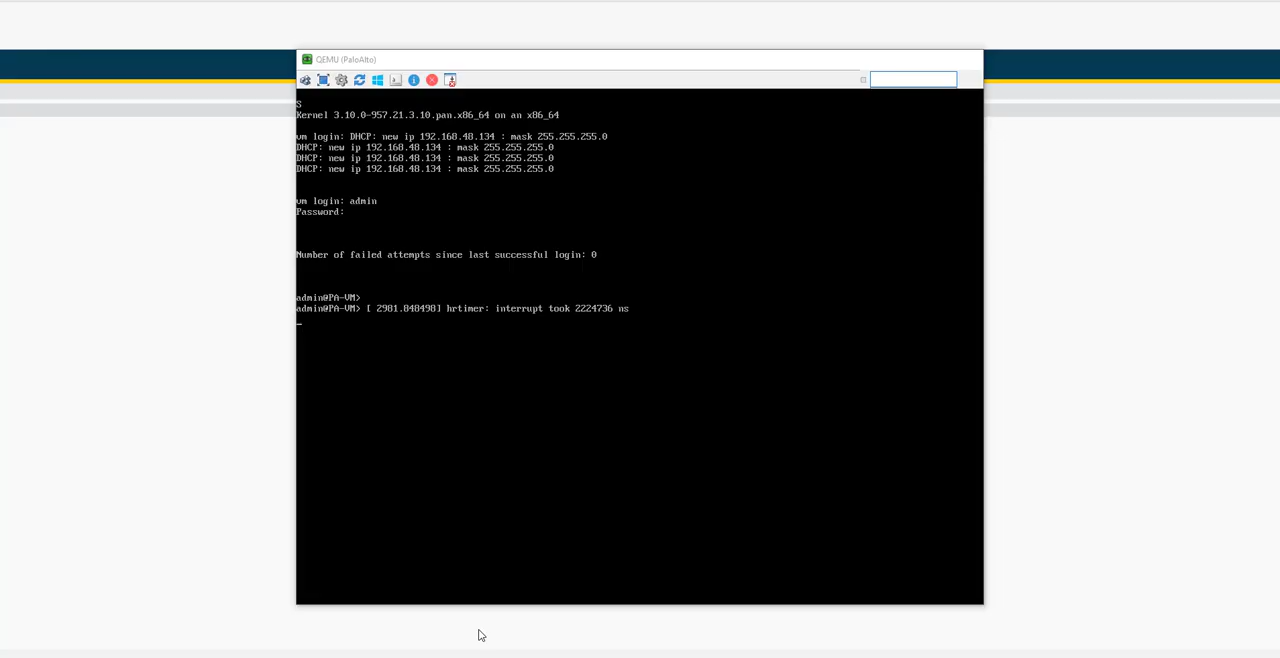 QEMU (PaloAlto)
S
Kernel 3.10.0-957.21.3.10.pan.x86_64 on an x86_64
vm login: DHCP: new ip 192.168.48.134 : mask 255.255.255.0
DHCP: new ip 192.168.48.134 : mask 255.255.255.0
DHCP: new ip 192.168.48.134 : mask 255.255.255.0
DHCP: new ip 192.168.48.134 : mask 255.255.255.0
vm login: admin
Password:
Number of failed attempts since last successful login: 0
admin@PA-VM>
admin@PA-VM> [ 2981.848498] hrtimer: interrupt took 2224736 ns